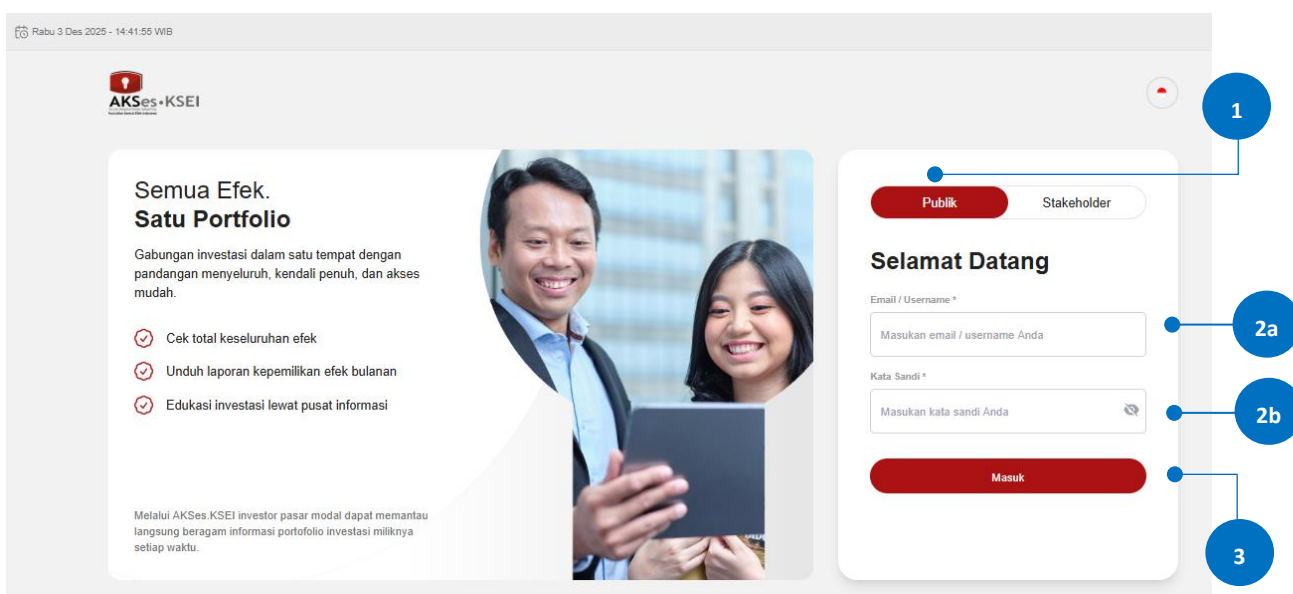 Rabu 3 Des 2025 - 14:41:55 WIB
AKSes•KSEI
1
Semua Efek.
Satu Portfolio
Gabungan investasi dalam satu tempat dengan
pandangan menyeluruh, kendali penuh, dan akses
mudah.
Cek total keseluruhan efek
Unduh laporan kepemilikan efek bulanan
Edukasi investasi lewat pusat informasi
Melalui AKSes.KSEI investor pasar modal dapat memantau
langsung beragam informasi portofolio investasi miliknya
setiap waktu.
Publik Stakeholder
Selamat Datang
Email / Username *
Masukan email / username Anda
2a
Kata Sandi *
Masukan kata sandi Anda
2b
Masuk
3